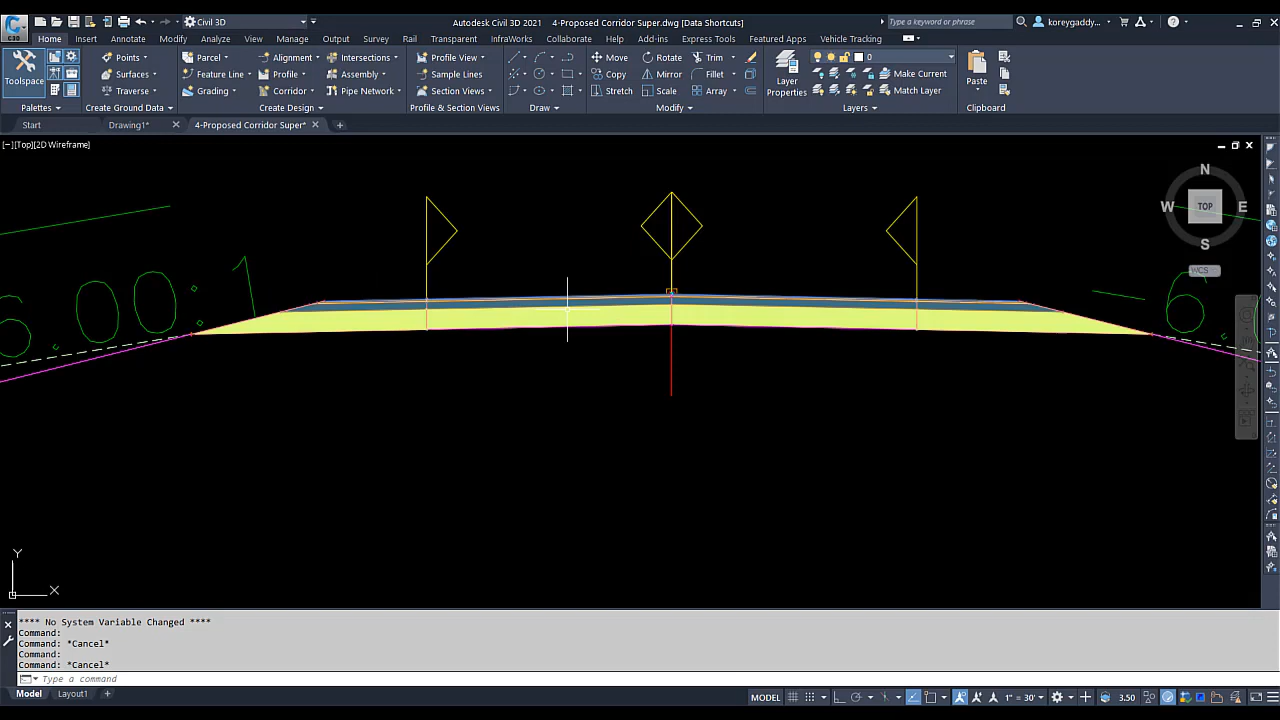 C3D
Civil 3D
Autodesk Civil 3D 2021 4-Proposed Corridor Super.dwg [Data Shortcuts]
Type a keyword or phrase
koreygaddy...
Home Insert Annotate Modify Analyze View Manage Output Survey Rail Transparent InfraWorks Collaborate Help Add-ins Express Tools Featured Apps Vehicle Tracking
Toolspace
Points
Surfaces
Traverse
Parcel
Feature Line
Grading
Alignment
Profile
Corridor
Intersections
Assembly
Pipe Network
Profile View
Sample Lines
Section Views
Move
Copy
Stretch
Rotate
Mirror
Scale
Trim
Fillet
Array
Layer
Properties
0
Make Current
Match Layer
Paste
Palettes Create Ground Data Create Design Profile & Section Views Draw Modify Layers Clipboard
Start Drawing1* 4-Proposed Corridor Super*
[−][Top][2D Wireframe]
N
W TOP E
S
WCS
6.00:1
6
Y
X
**** No System Variable Changed ****
Command:
Command: *Cancel*
Command:
Command: *Cancel*
Type a command
Model Layout1 +
MODEL 1" = 30' 3.50